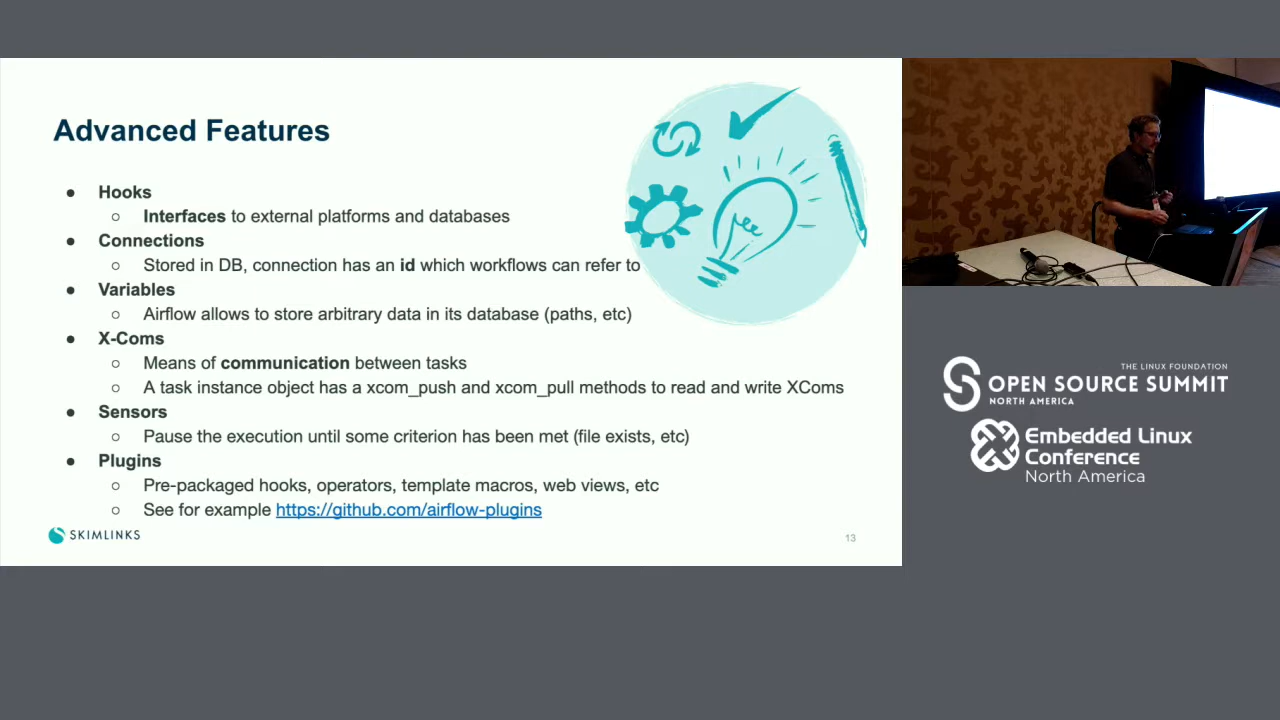 Advanced Features
● Hooks
○ Interfaces to external platforms and databases
● Connections
○ Stored in DB, connection has an id which workflows can refer to
● Variables
○ Airflow allows to store arbitrary data in its database (paths, etc)
● X-Coms
○ Means of communication between tasks
○ A task instance object has a xcom_push and xcom_pull methods to read and write XComs
● Sensors
○ Pause the execution until some criterion has been met (file exists, etc)
● Plugins
○ Pre-packaged hooks, operators, template macros, web views, etc
○ See for example https://github.com/airflow-plugins
SKIMLINKS
13
THE LINUX FOUNDATION
OPEN SOURCE SUMMIT
NORTH AMERICA
Embedded Linux
Conference
North America